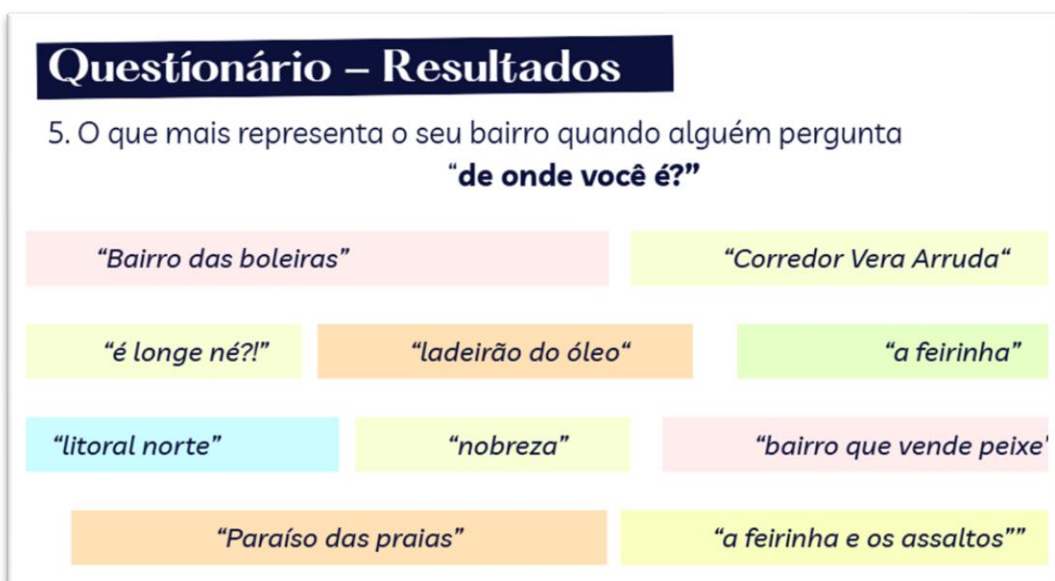 Questíonário – Resultados
5. O que mais representa o seu bairro quando alguém pergunta
“de onde você é?”
“Bairro das boleiras” “Corredor Vera Arruda“
“é longe né?!” “ladeirão do óleo“ “a feirinha”
“litoral norte” “nobreza” “bairro que vende peixe”
“Paraíso das praias” “a feirinha e os assaltos””